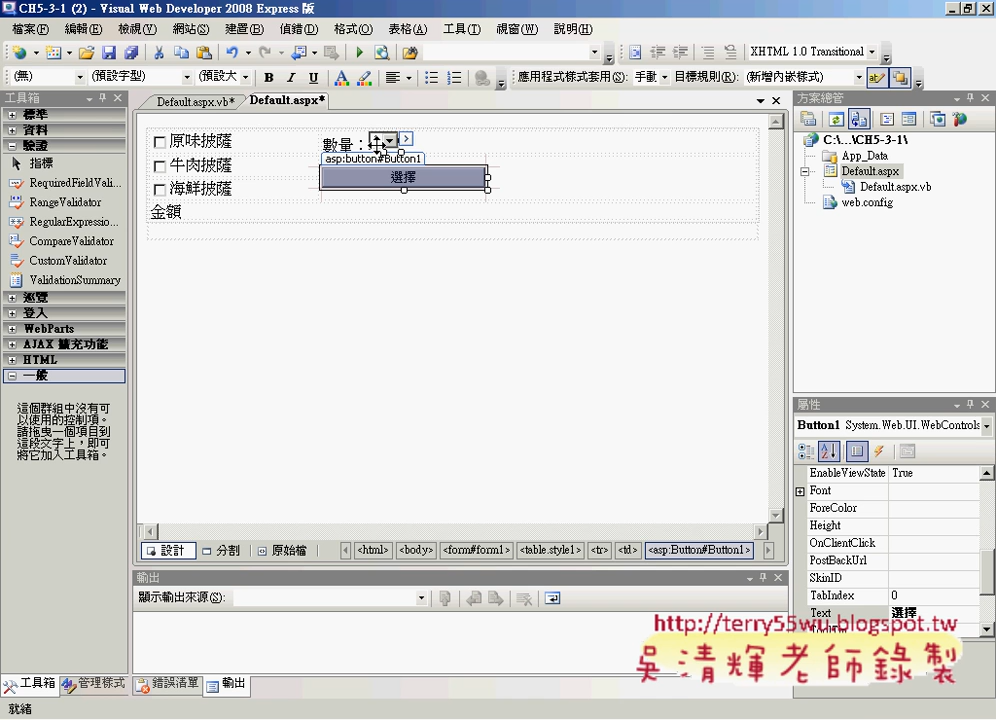 CH5-3-1 (2) - Visual Web Developer 2008 Express 版
檔案(F) 編輯(E) 檢視(V) 網站(S) 建置(B) 偵錯(D) 格式(O) 表格(A) 工具(T) 視窗(W) 說明(H)
XHTML 1.0 Transitional
(無) (預設字型) (預設大 B I U A 應用程式樣式套用(S): 手動 目標規則(R): (新增內嵌樣式)
工具箱
標準
資料
驗證
指標
RequiredFieldVali...
RangeValidator
RegularExpressio...
CompareValidator
CustomValidator
ValidationSummary
巡覽
登入
WebParts
AJAX 擴充功能
HTML
一般
這個群組中沒有可
以使用的控制項。
請拖曳一個項目到
這段文字上，即可
將它加入工具箱。
工具箱 管理樣式
Default.aspx.vb* Default.aspx*
原味披薩 數量：
牛肉披薩 asp:button#Button1
選擇
海鮮披薩
金額
設計 分割 原始檔 <html> <body> <form#form1> <table.style1> <tr> <td> <asp:Button#Button1>
輸出
顯示輸出來源(S):
錯誤清單 輸出
方案總管
C:\...\CH5-3-1\
App_Data
Default.aspx
Default.aspx.vb
web.config
屬性
Button1 System.Web.UI.WebControls
EnableViewState True
Font
ForeColor
Height
OnClientClick
PostBackUrl
SkinID
TabIndex 0
Text 選擇
http://terry55wu.blogspot.tw
吳清輝老師錄製
就緒